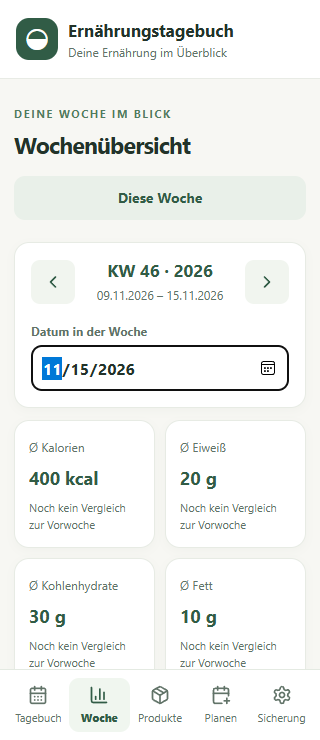 Ernährungstagebuch
Deine Ernährung im Überblick
DEINE WOCHE IM BLICK
Wochenübersicht
Diese Woche
KW 46 · 2026
09.11.2026 – 15.11.2026
Datum in der Woche
11/15/2026
Ø Kalorien
400 kcal
Noch kein Vergleich
zur Vorwoche
Ø Eiweiß
20 g
Noch kein Vergleich
zur Vorwoche
Ø Kohlenhydrate
30 g
Noch kein Vergleich
zur Vorwoche
Ø Fett
10 g
Noch kein Vergleich
zur Vorwoche
Tagebuch
Woche
Produkte
Planen
Sicherung